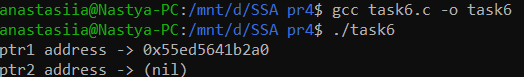 anastasiia@Nastya-PC:/mnt/d/SSA pr4$ gcc task6.c -o task6
anastasiia@Nastya-PC:/mnt/d/SSA pr4$ ./task6
ptr1 address -> 0x55ed5641b2a0
ptr2 address -> (nil)